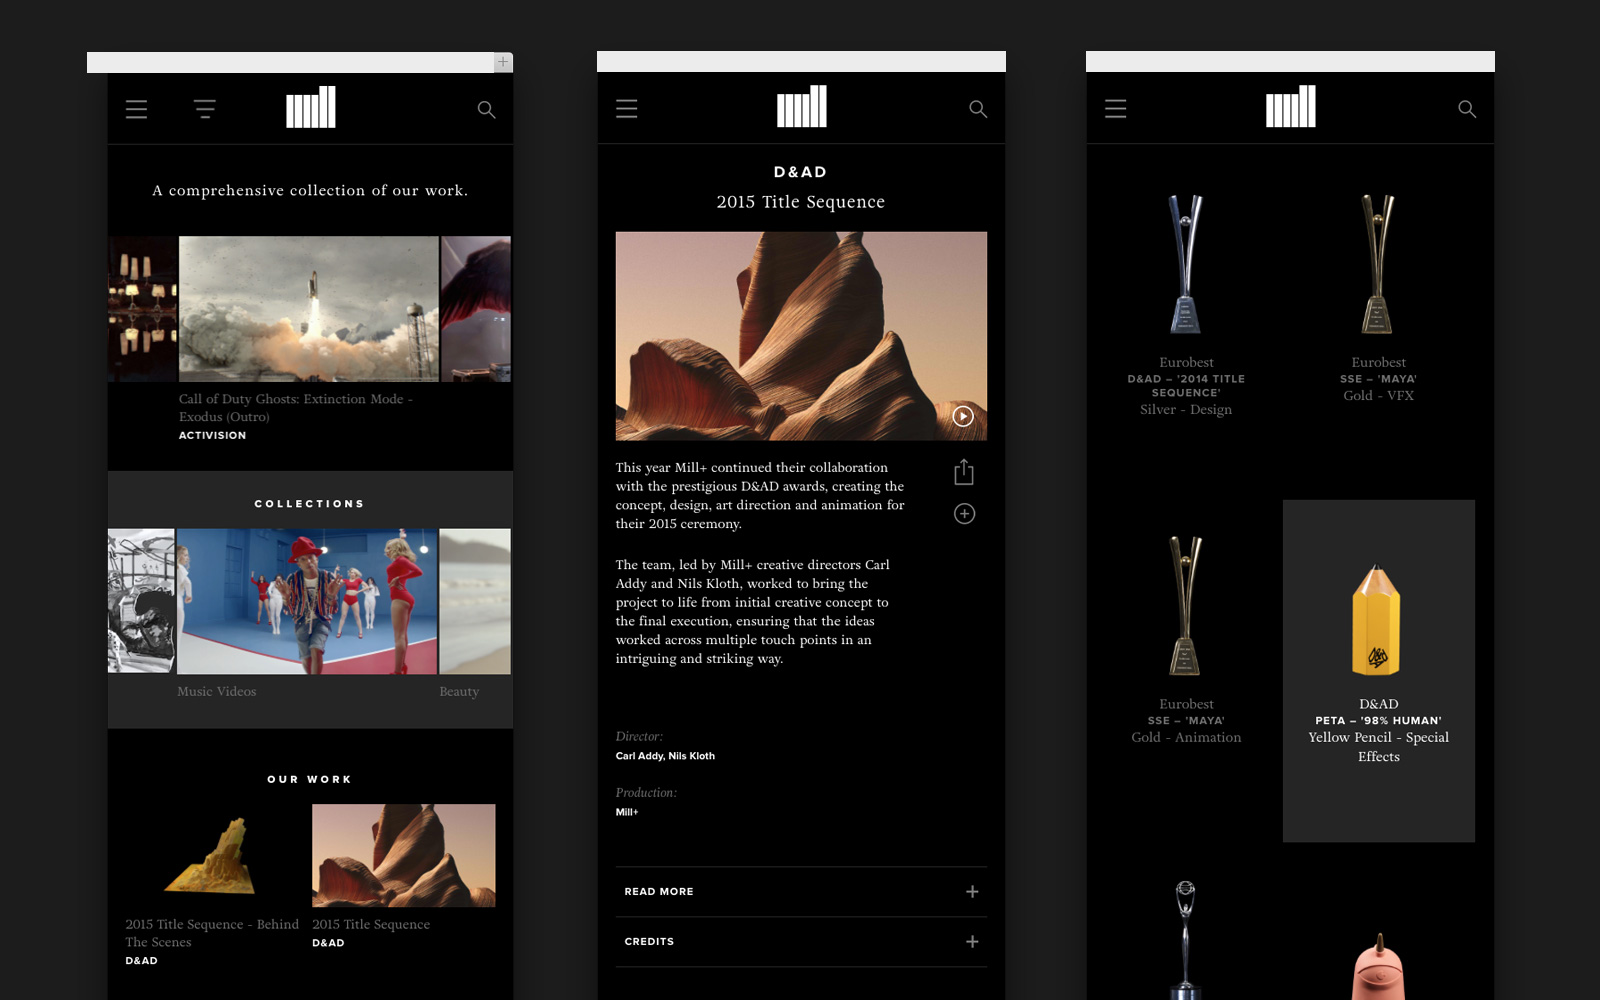 A comprehensive collection of our work.
Call of Duty Ghosts: Extinction Mode -
Exodus (Outro)
ACTIVISION
COLLECTIONS
Music Videos
Beauty
OUR WORK
2015 Title Sequence - Behind
The Scenes
D&AD
2015 Title Sequence
D&AD
D&AD
2015 Title Sequence
This year Mill+ continued their collaboration
with the prestigious D&AD awards, creating the
concept, design, art direction and animation for
their 2015 ceremony.
The team, led by Mill+ creative directors Carl
Addy and Nils Kloth, worked to bring the
project to life from initial creative concept to
the final execution, ensuring that the ideas
worked across multiple touch points in an
intriguing and striking way.
Director:
Carl Addy, Nils Kloth
Production:
Mill+
READ MORE
CREDITS
Eurobest
D&AD – '2014 TITLE
SEQUENCE'
Silver - Design
Eurobest
SSE – 'MAYA'
Gold - VFX
Eurobest
SSE – 'MAYA'
Gold - Animation
D&AD
PETA – '98% HUMAN'
Yellow Pencil - Special
Effects